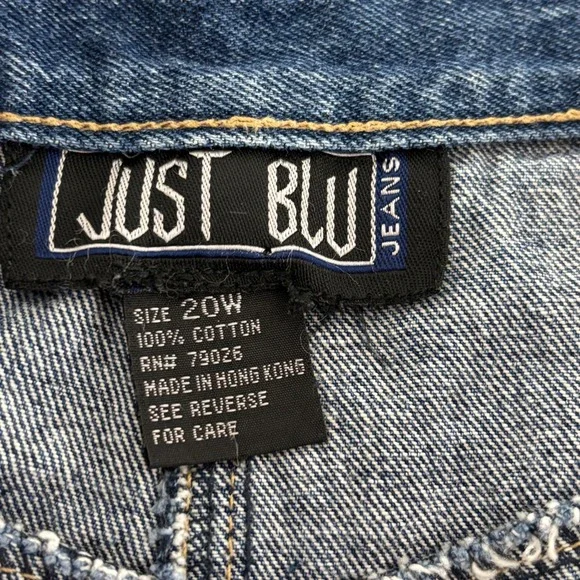 JUST BLU
JEANS
SIZE 20W
100% COTTON
RN# 79026
MADE IN HONG KONG
SEE REVERSE
FOR CARE